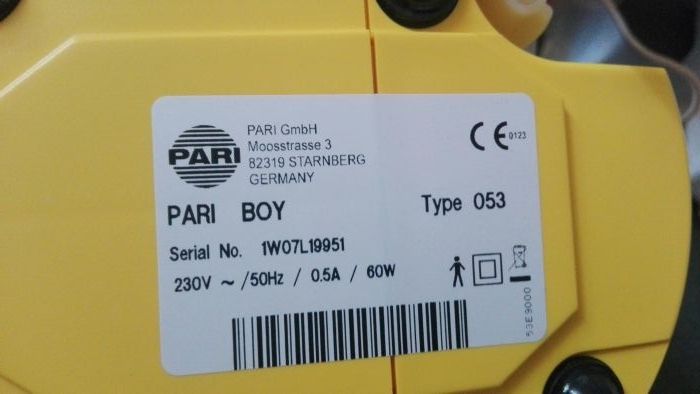 PARI
PARI GmbH
Moosstrasse 3
82319 STARNBERG
GERMANY
CE 0123
PARI BOY
Type 053
Serial No. 1W07L19951
230V ~ /50Hz / 0.5A / 60W
53E9000